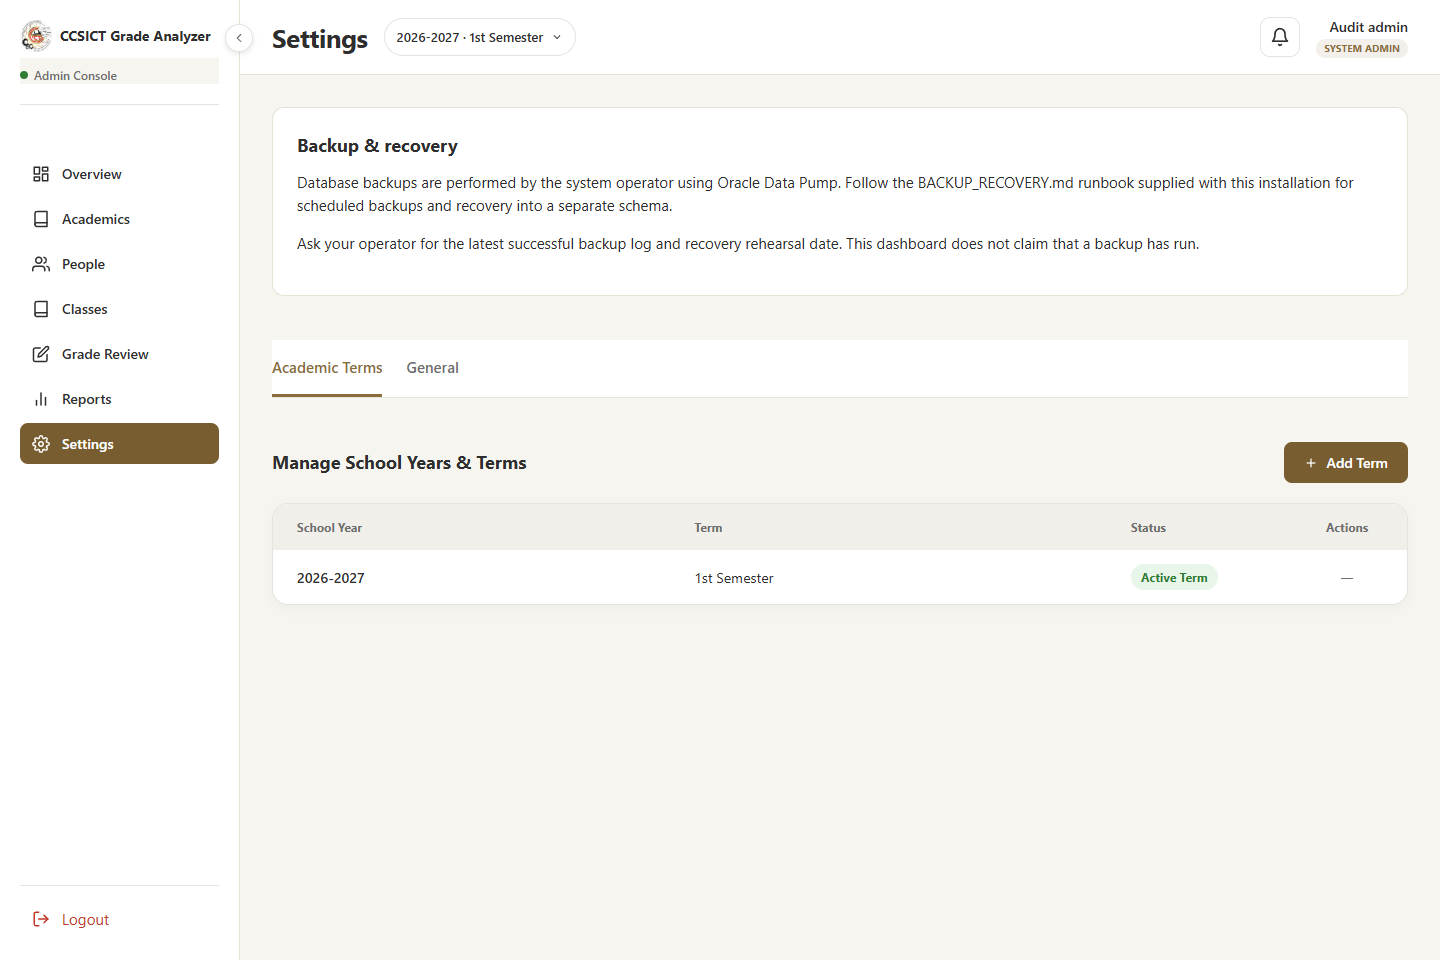 CCSICT Grade Analyzer
Admin Console
Overview
Academics
People
Classes
Grade Review
Reports
Settings
Logout
Settings
2026-2027 · 1st Semester
Audit admin
SYSTEM ADMIN
Backup & recovery
Database backups are performed by the system operator using Oracle Data Pump. Follow the BACKUP_RECOVERY.md runbook supplied with this installation for
scheduled backups and recovery into a separate schema.
Ask your operator for the latest successful backup log and recovery rehearsal date. This dashboard does not claim that a backup has run.
Academic Terms General
Manage School Years & Terms
+ Add Term
School Year Term Status Actions
2026-2027 1st Semester Active Term —